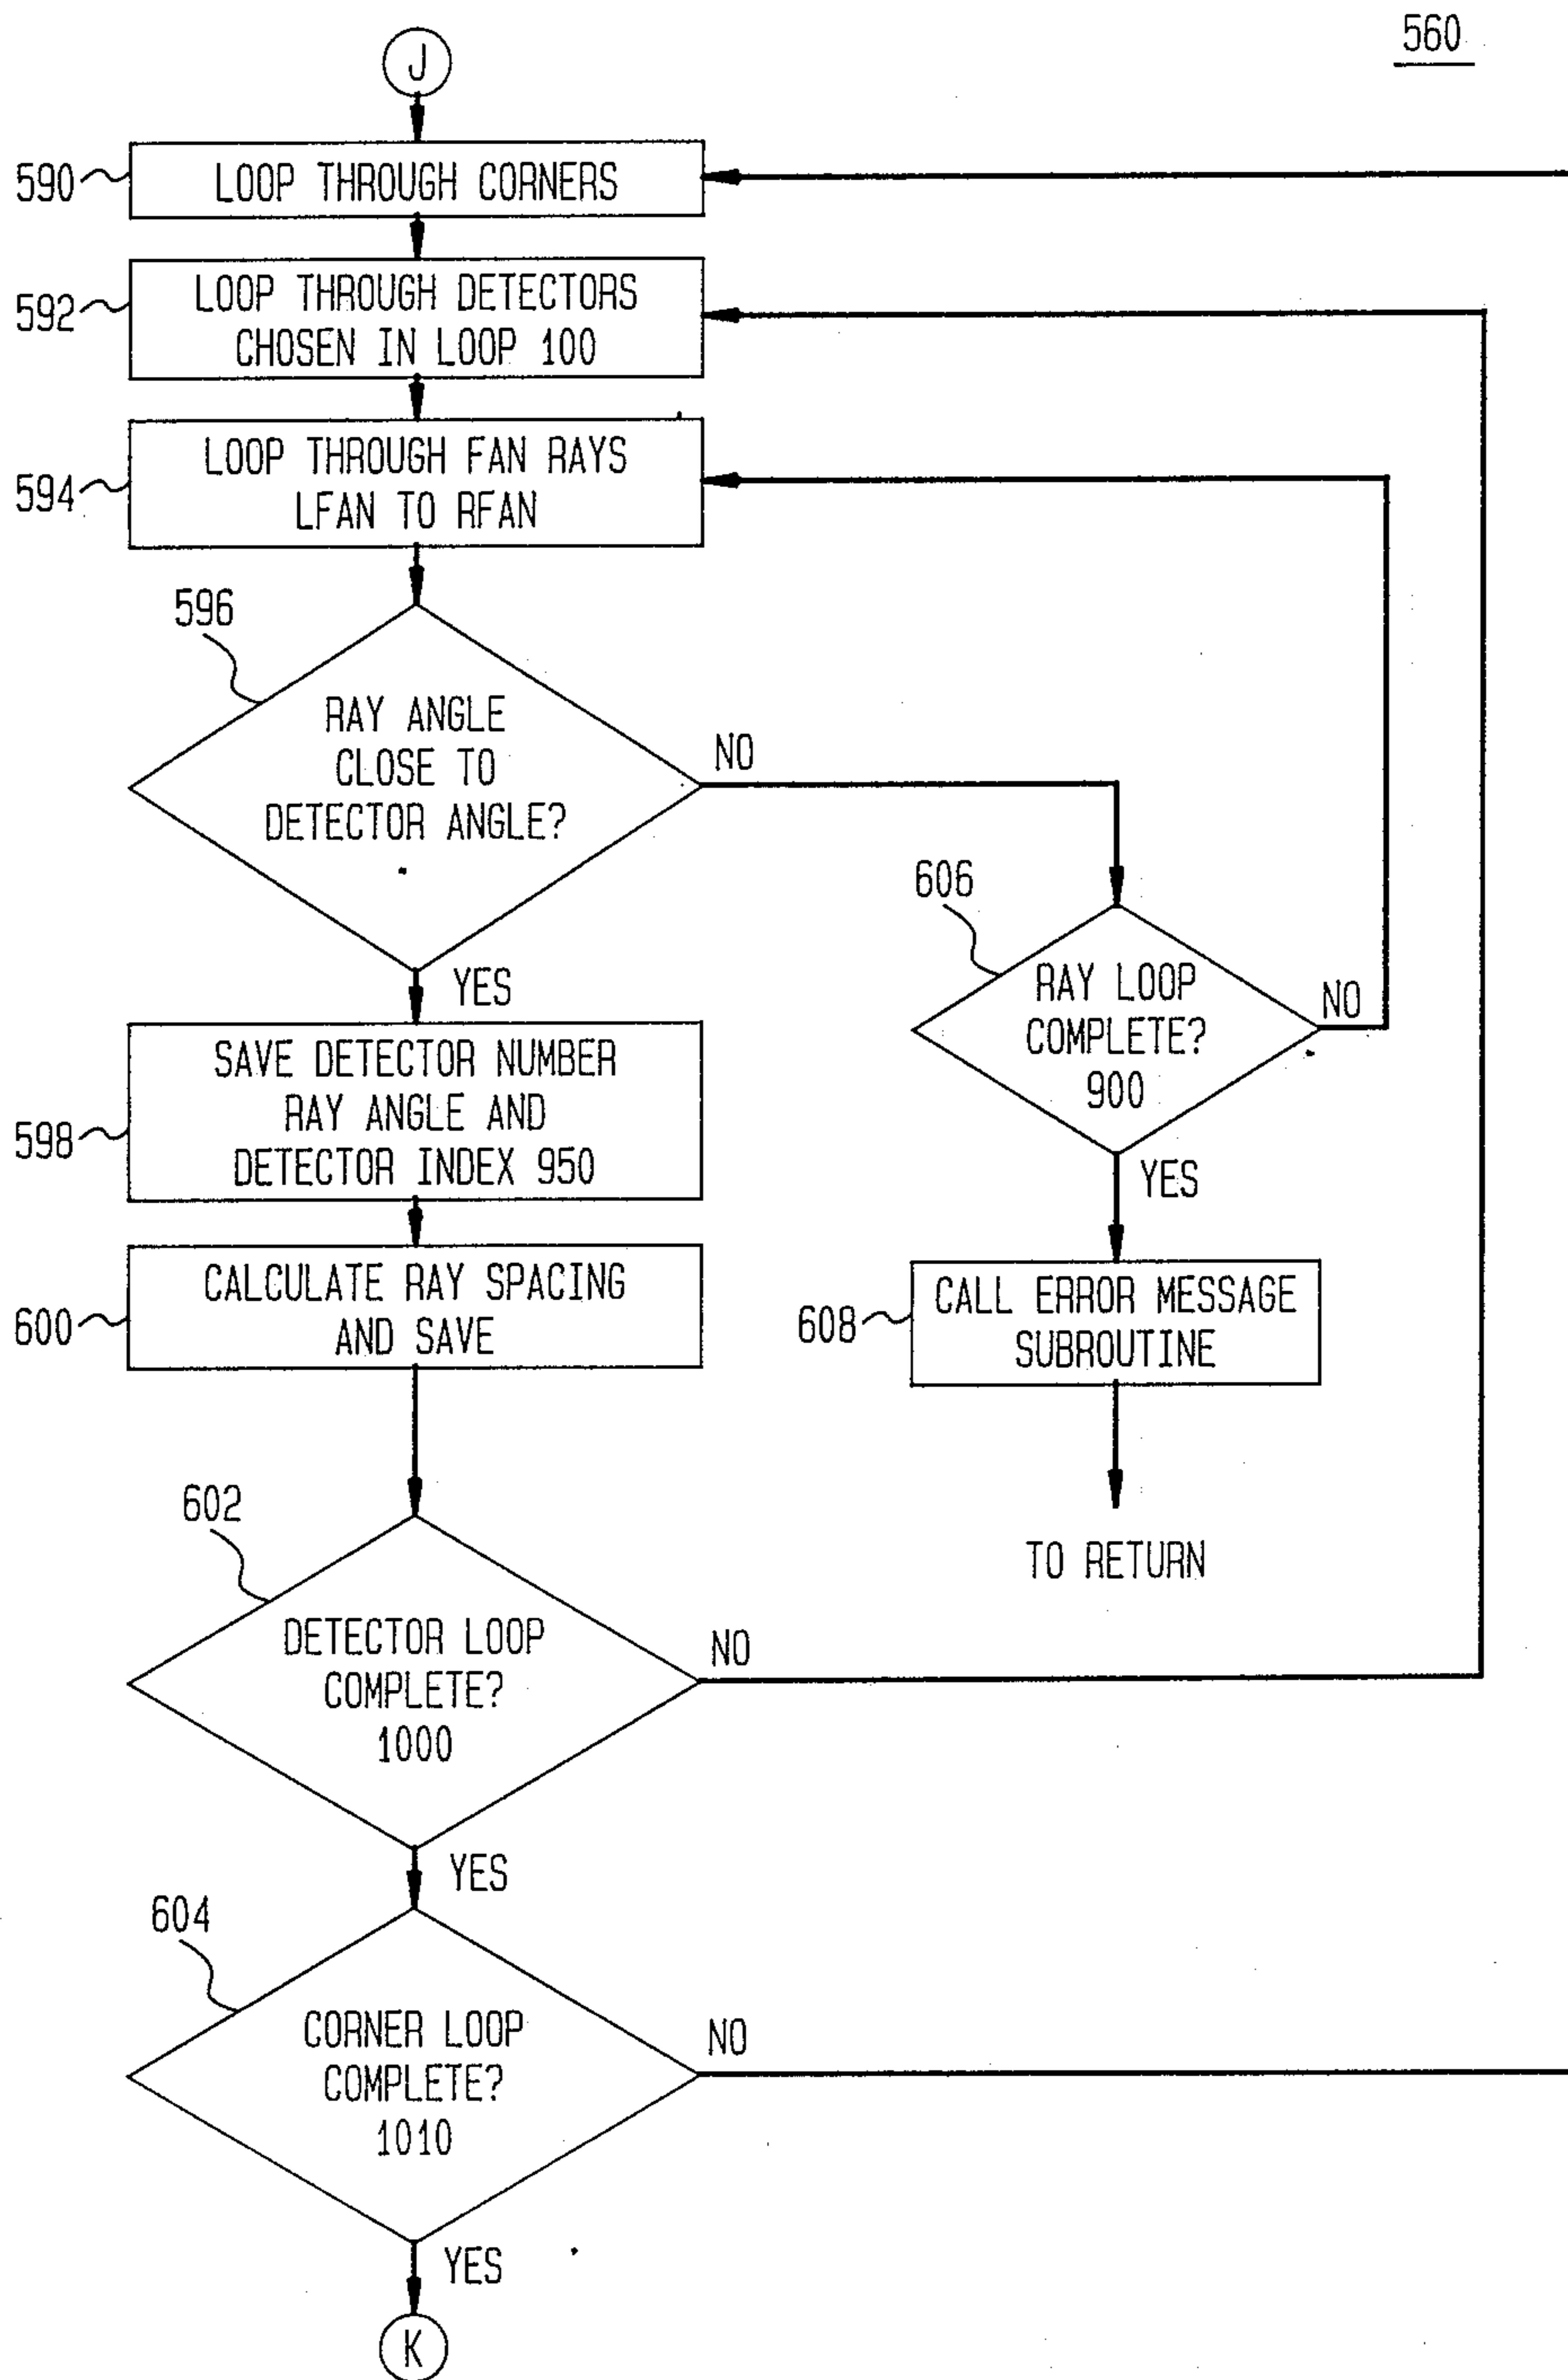 560
J
590
LOOP THROUGH CORNERS
592
LOOP THROUGH DETECTORS
CHOSEN IN LOOP 100
594
LOOP THROUGH FAN RAYS
LFAN TO RFAN
596
RAY ANGLE
CLOSE TO
DETECTOR ANGLE?
NO
YES
606
RAY LOOP
COMPLETE?
900
NO
YES
598
SAVE DETECTOR NUMBER
RAY ANGLE AND
DETECTOR INDEX 950
600
CALCULATE RAY SPACING
AND SAVE
608
CALL ERROR MESSAGE
SUBROUTINE
TO RETURN
602
DETECTOR LOOP
COMPLETE?
1000
NO
YES
604
CORNER LOOP
COMPLETE?
1010
NO
YES
K